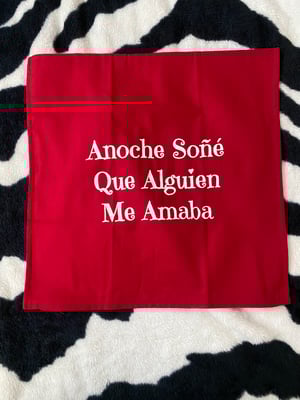 Anoche Soñé
Que Alguien
Me Amaba